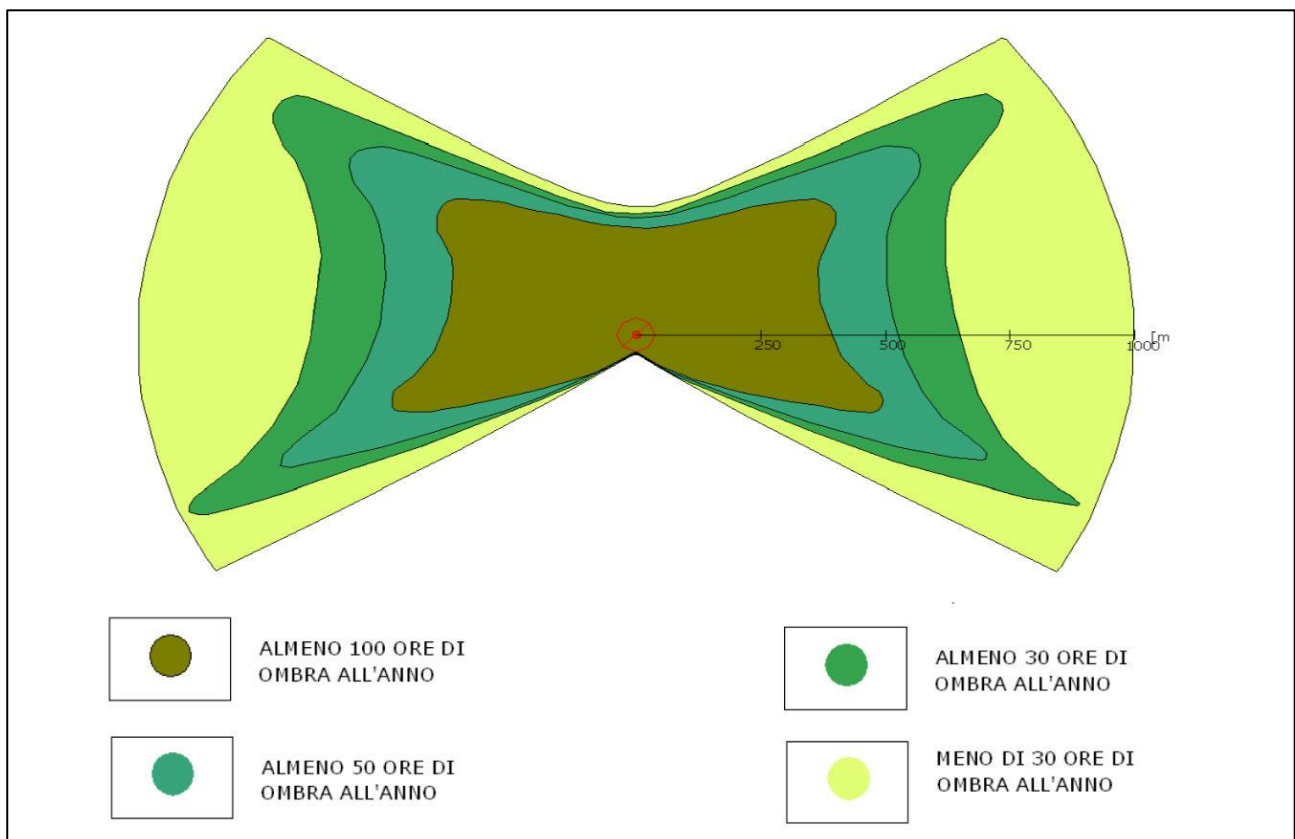 250 500 750 1000 [m
ALMENO 100 ORE DI
OMBRA ALL'ANNO
ALMENO 30 ORE DI
OMBRA ALL'ANNO
ALMENO 50 ORE DI
OMBRA ALL'ANNO
MENO DI 30 ORE DI
OMBRA ALL'ANNO